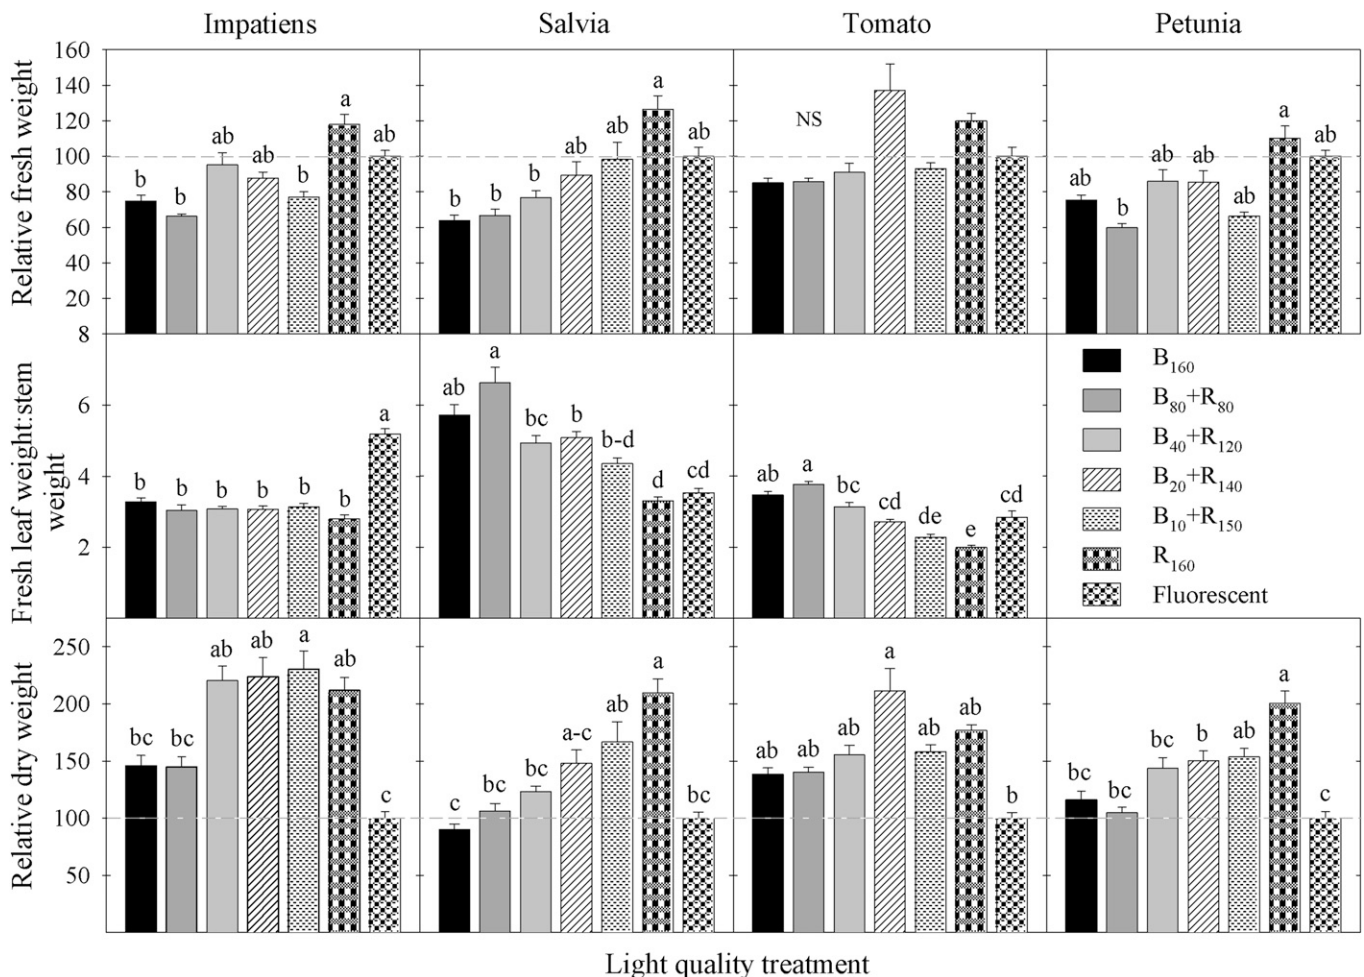 Impatiens Salvia Tomato Petunia
Relative fresh weight
160
140
120
100
80
60
40
20
8
b b ab ab b a ab
b b b ab ab a ab
NS
ab b ab ab b a ab
Fresh leaf weight:stem
weight
8
6
4
2
b b b b b b a
ab a bc b b-d d cd
ab a bc cd de e cd
B160
B80+R80
B40+R120
B20+R140
B10+R150
R160
Fluorescent
Relative dry weight
250
200
150
100
50
bc bc ab ab a ab c
c bc bc a-c ab a bc
ab ab ab a ab ab b
bc bc bc b ab a c
Light quality treatment